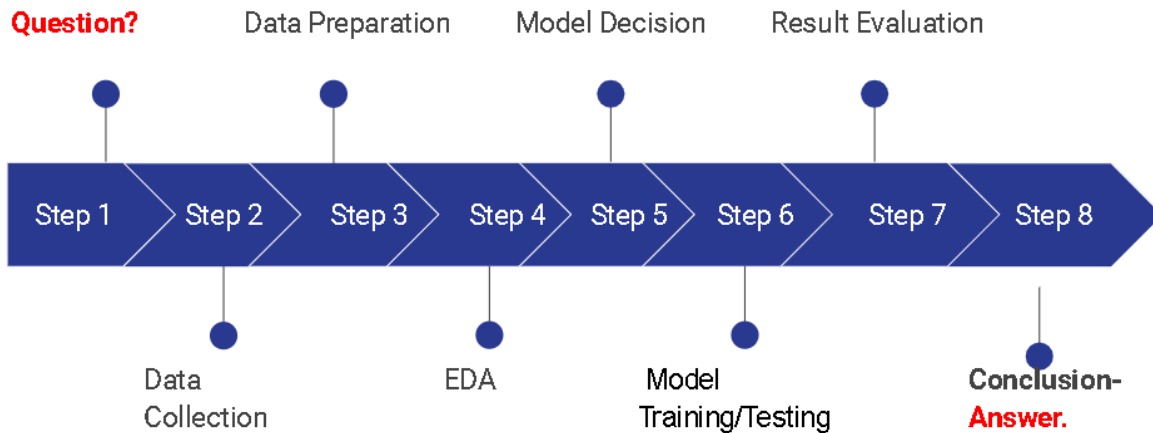 Question?
Data Preparation
Model Decision
Result Evaluation
Step 1
Step 2
Step 3
Step 4
Step 5
Step 6
Step 7
Step 8
Data
Collection
EDA
Model
Training/Testing
Conclusion-
Answer.